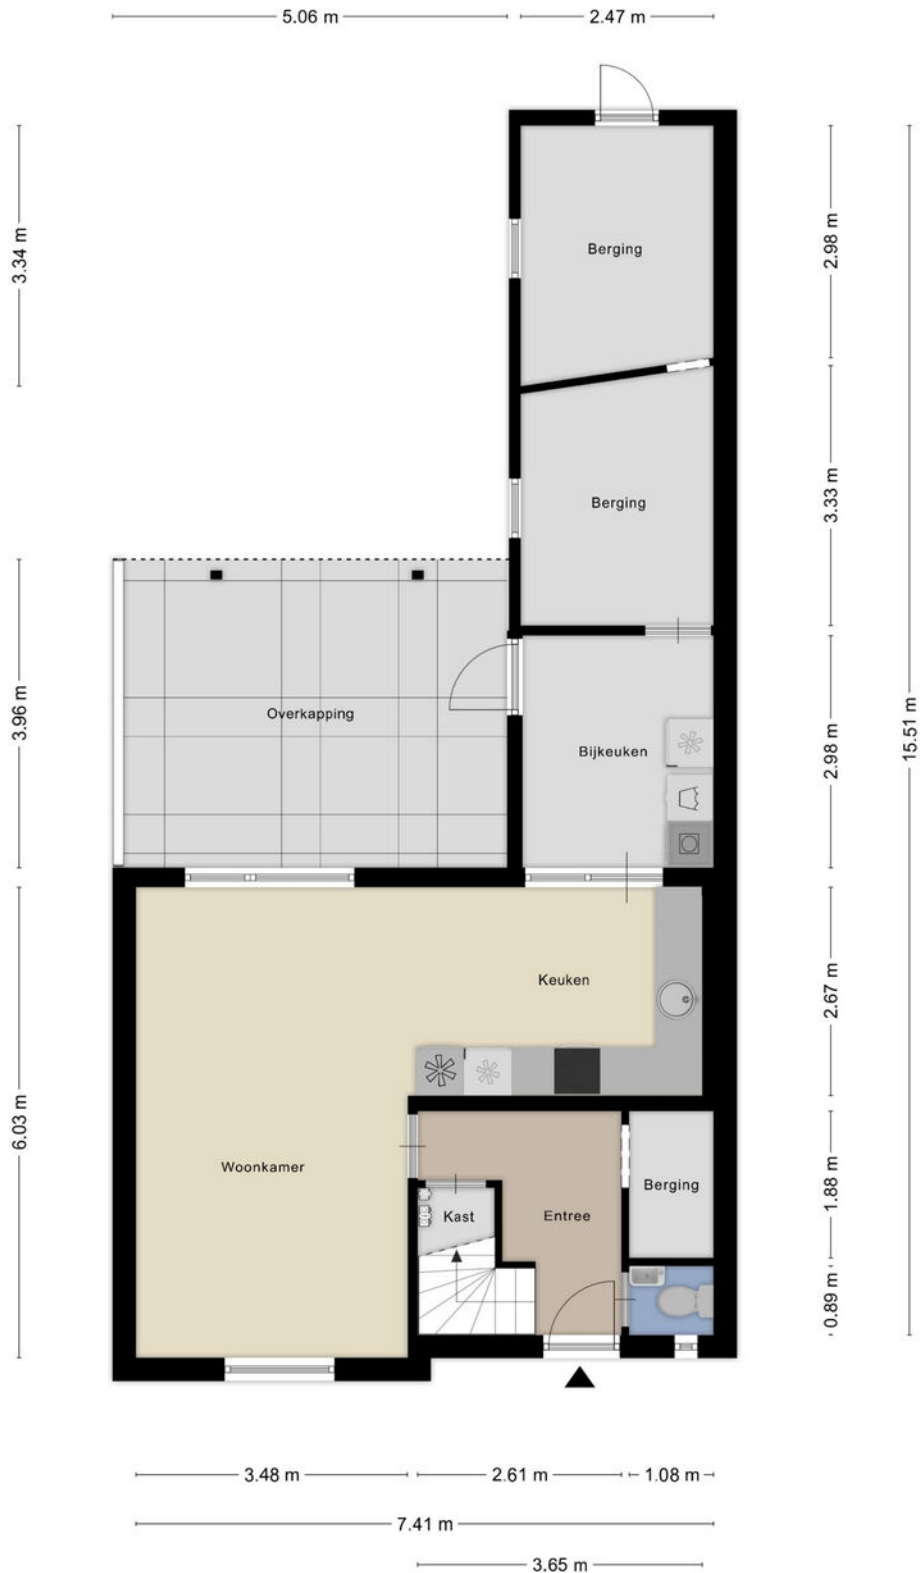 5.06 m
2.47 m
3.34 m
2.98 m
Berging
3.33 m
Berging
3.96 m
Overkapping
Bijkeuken
2.98 m
15.51 m
Keuken
2.67 m
6.03 m
Woonkamer
Kast
Entree
Berging
1.88 m
0.89 m
3.48 m
2.61 m
1.08 m
7.41 m
3.65 m